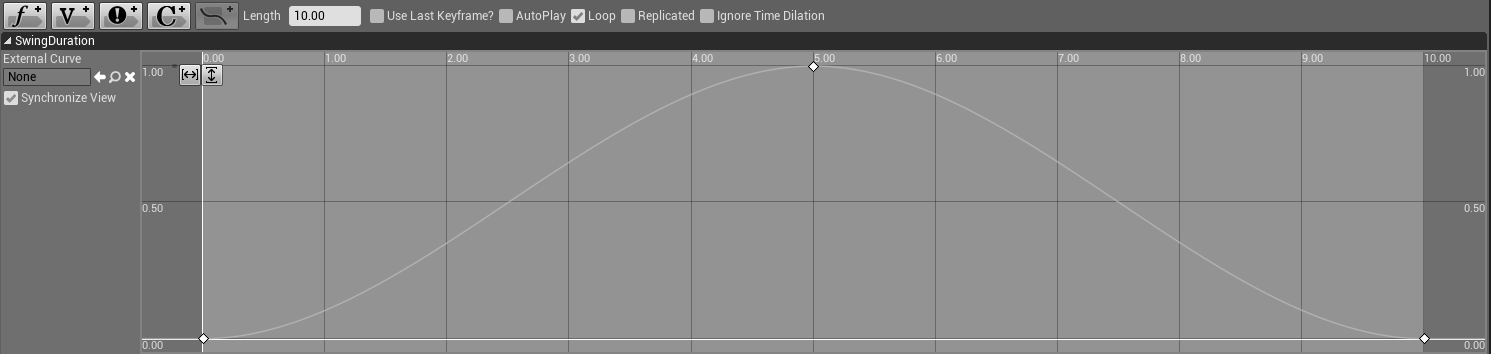 f V C Length 10.00 Use Last Keyframe? AutoPlay Loop Replicated Ignore Time Dilation
SwingDuration
External Curve
None
Synchronize View
0.00 1.00 2.00 3.00 4.00 5.00 6.00 7.00 8.00 9.00 10.00
1.00 1.00
0.50 0.50
0.00 0.00